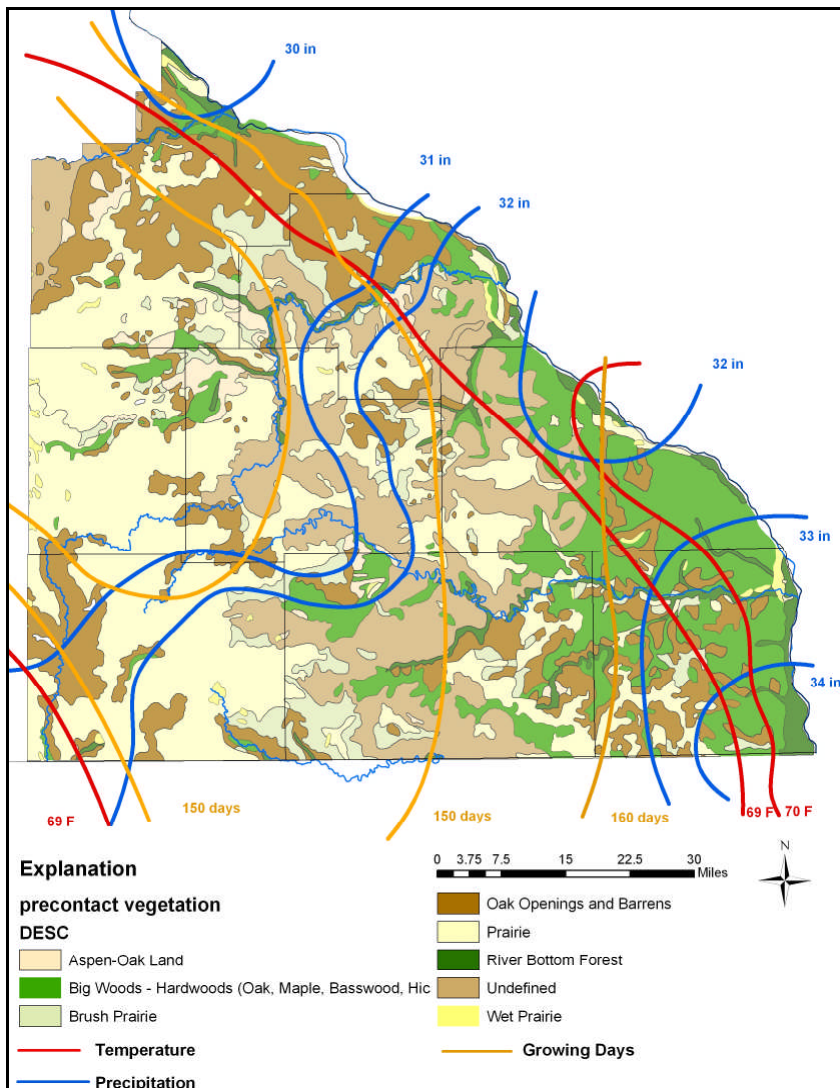 30 in
31 in
32 in
32 in
33 in
34 in
69 F
150 days
150 days
160 days
69 F
70 F
Explanation
precontact vegetation
DESC
Aspen-Oak Land
Big Woods - Hardwoods (Oak, Maple, Basswood, Hic
Brush Prairie
Temperature
Precipitation
0 3.75 7.5 15 22.5 30
Miles
N
Oak Openings and Barrens
Prairie
River Bottom Forest
Undefined
Wet Prairie
Growing Days